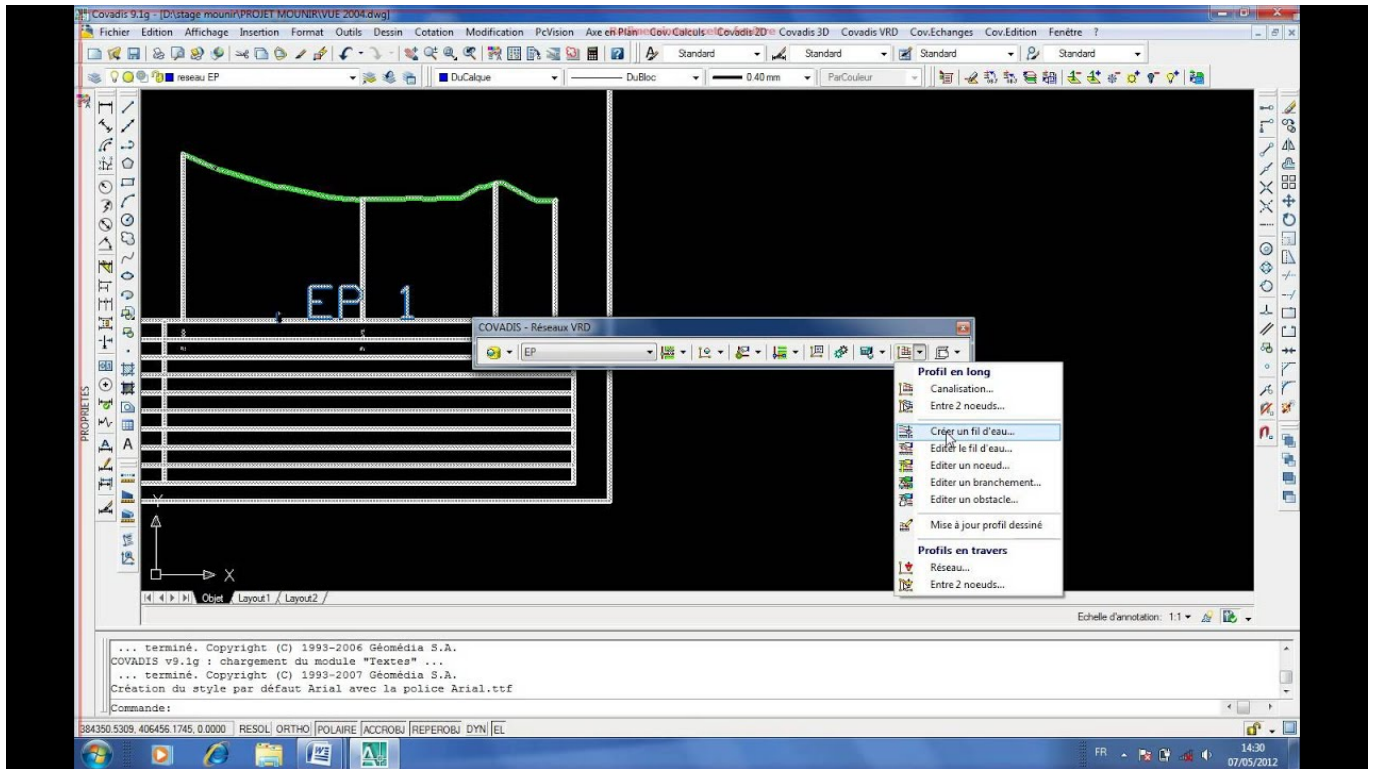 Covadis 9.1g - [D:\stage mounir\PROJET MOUNIR\VUE 2004.dwg]
Fichier Edition Affichage Insertion Format Outils Dessin Cotation Modification PcVision Axe en Plan Cov.Calculs Covadis 2D Covadis 3D Covadis VRD Cov.Echanges Cov.Edition Fenêtre ?
Standard Standard Standard Standard
reseau EP DuCalque DuBloc 0.40 mm ParCouleur
EP 1
COVADIS - Réseaux VRD
EP
Profil en long
Canalisation...
Entre 2 noeuds...
Créer un fil d'eau...
Editer le fil d'eau...
Editer un noeud...
Editer un branchement...
Editer un obstacle...
Mise à jour profil dessiné
Profils en travers
Réseau...
Entre 2 noeuds...
PROPRIETES
Y
X
Objet Layout1 Layout2
Echelle d'annotation: 1:1
... terminé. Copyright (C) 1993-2006 Géomédia S.A.
COVADIS v9.1g : chargement du module "Textes" ...
... terminé. Copyright (C) 1993-2007 Géomédia S.A.
Création du style par défaut Arial avec la police Arial.ttf
Commande:
384350.5309, 406456.1745, 0.0000 RESOL ORTHO POLAIRE ACCROBJ REPEROBJ DYN EL
FR 14:30
07/05/2012